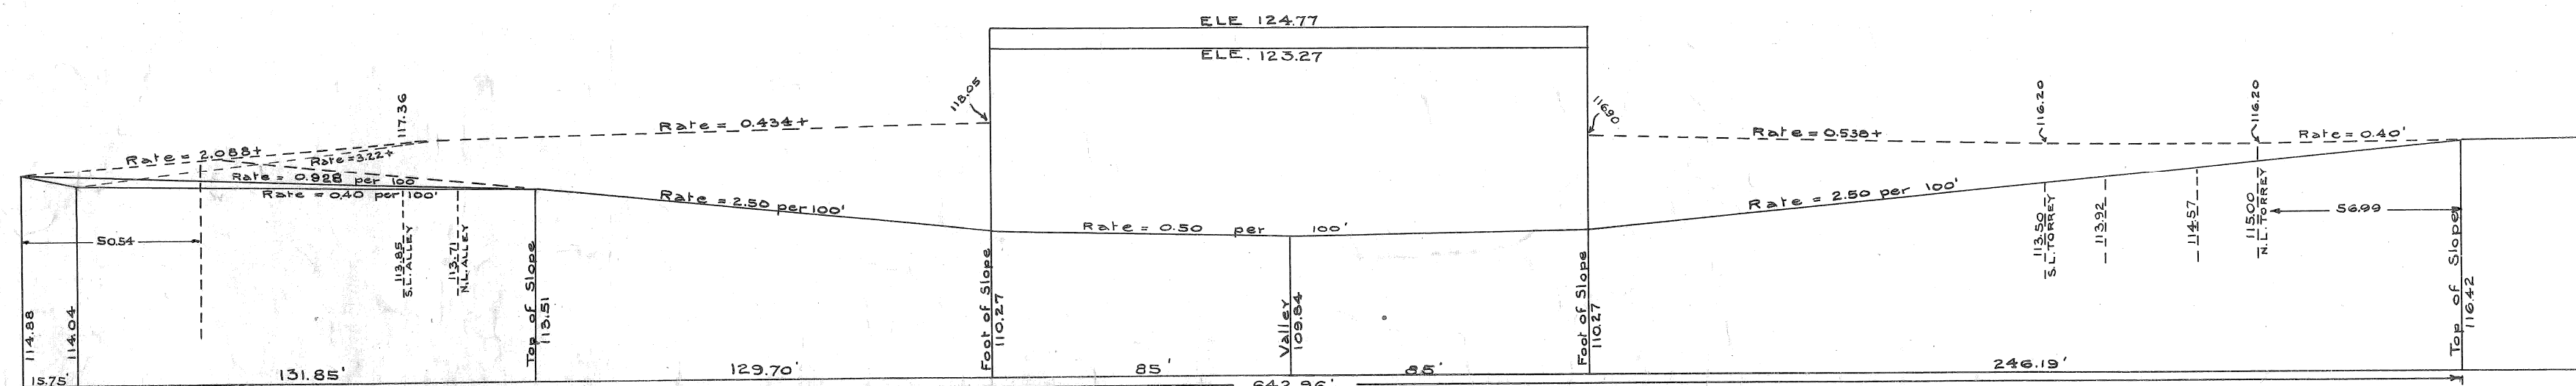 ELE 124.77
ELE. 123.27
118.05
116.90
117.36
116.20
116.20
Rate = 2.088+
Rate = 3.22+
Rate = 0.434+
Rate = 0.538+
Rate = 0.40'
Rate = 0.928 per 100
Rate = 0.40 per 100'
Rate = 2.50 per 100'
Rate = 0.50 per 100'
Rate = 2.50 per 100'
50.54
113.85
S.L. ALLEY
113.71
N.L. ALLEY
113.50
S.L. TORREY
113.92
114.57
115.00
N.L. TORREY
56.99
114.88
114.04
Top of Slope
113.51
Foot of Slope
110.27
Valley
109.84
Foot of Slope
110.27
Top of Slope
116.42
15.75'
131.85'
129.70'
85'
85'
246.19'
642.96'